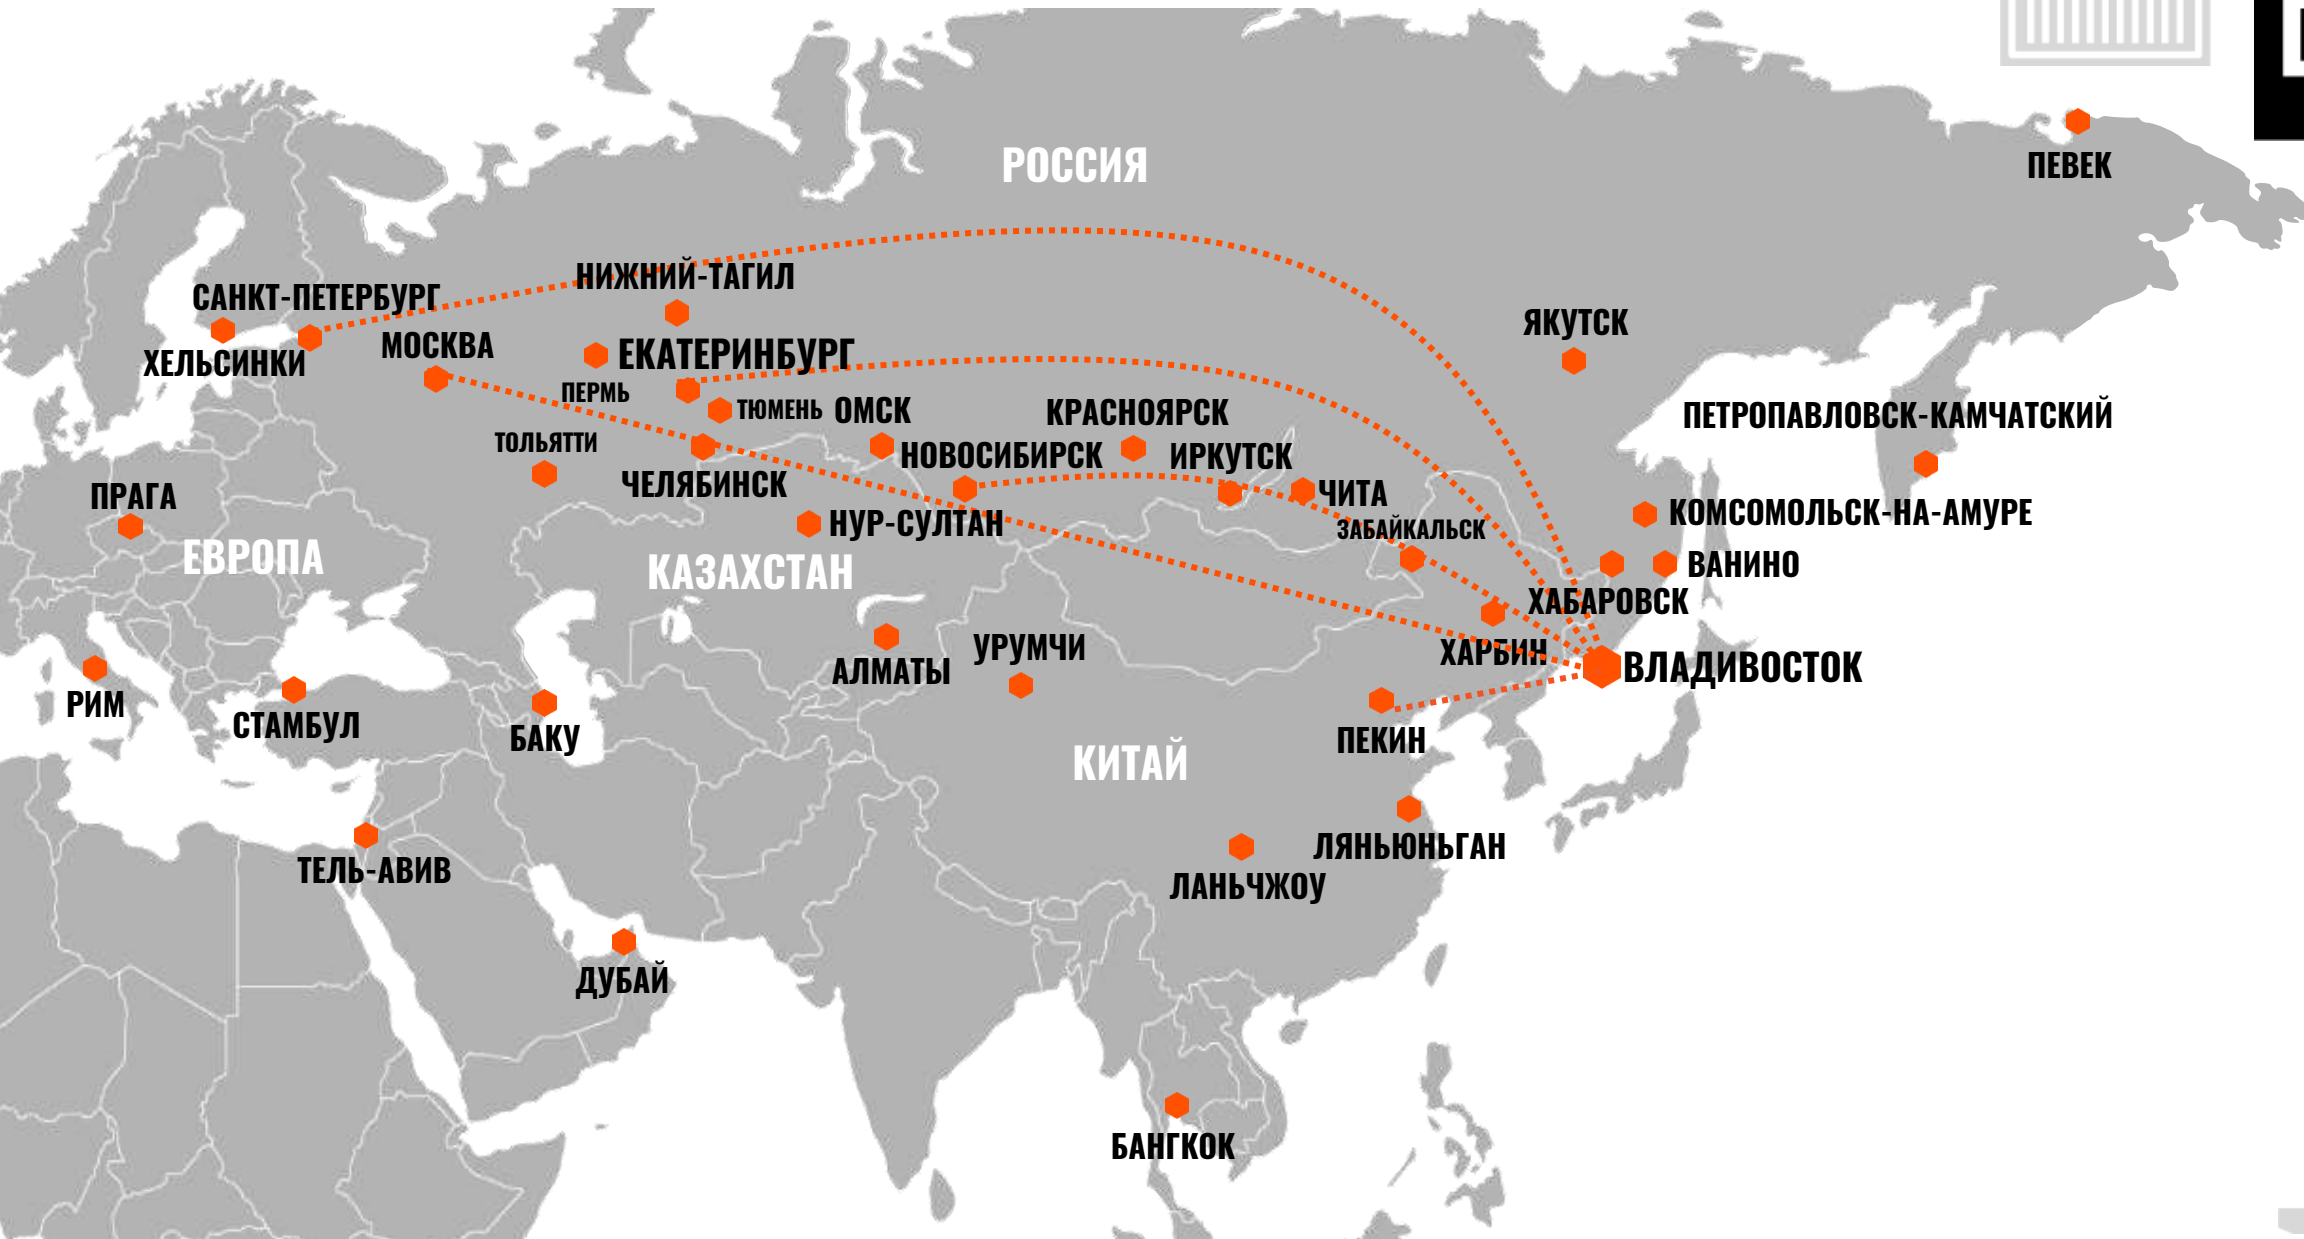 РОССИЯ
ПЕВЕК
НИЖНИЙ-ТАГИЛ
САНКТ-ПЕТЕРБУРГ
ЯКУТСК
МОСКВА
ЕКАТЕРИНБУРГ
ХЕЛЬСИНКИ
ПЕРМЬ
ТЮМЕНЬ
ОМСК
КРАСНОЯРСК
ПЕТРОПАВЛОВСК-КАМЧАТСКИЙ
ТОЛЬЯТТИ
НОВОСИБИРСК
ИРКУТСК
ЧЕЛЯБИНСК
ЧИТА
ПРАГА
КОМСОМОЛЬСК-НА-АМУРЕ
НУР-СУЛТАН
ЗАБАЙКАЛЬСК
ЕВРОПА
ВАНИНО
КАЗАХСТАН
ХАБАРОВСК
УРУМЧИ
ХАРБИН
АЛМАТЫ
ВЛАДИВОСТОК
РИМ
СТАМБУЛ
БАКУ
ПЕКИН
КИТАЙ
ЛЯНЬЮНЬГАН
ТЕЛЬ-АВИВ
ЛАНЬЧЖОУ
ДУБАЙ
БАНГКОК